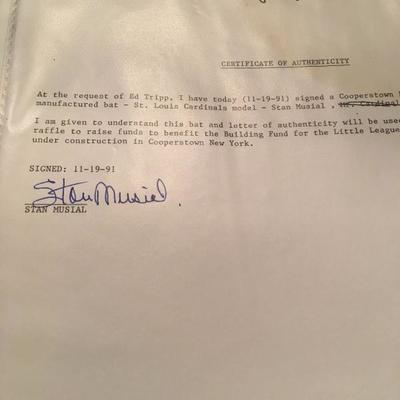 CERTIFICATE OF AUTHENTICITY
At the request of Ed Tripp, I have today (11-19-91) signed a Cooperstown
manufactured bat - St. Louis Cardinals model - Stan Musial , Mr. Cardinal
I am given to understand this bat and letter of authenticity will be used
raffle to raise funds to benefit the Building Fund for the Little League
under construction in Cooperstown New York.
SIGNED: 11-19-91
Stan Musial
STAN MUSIAL